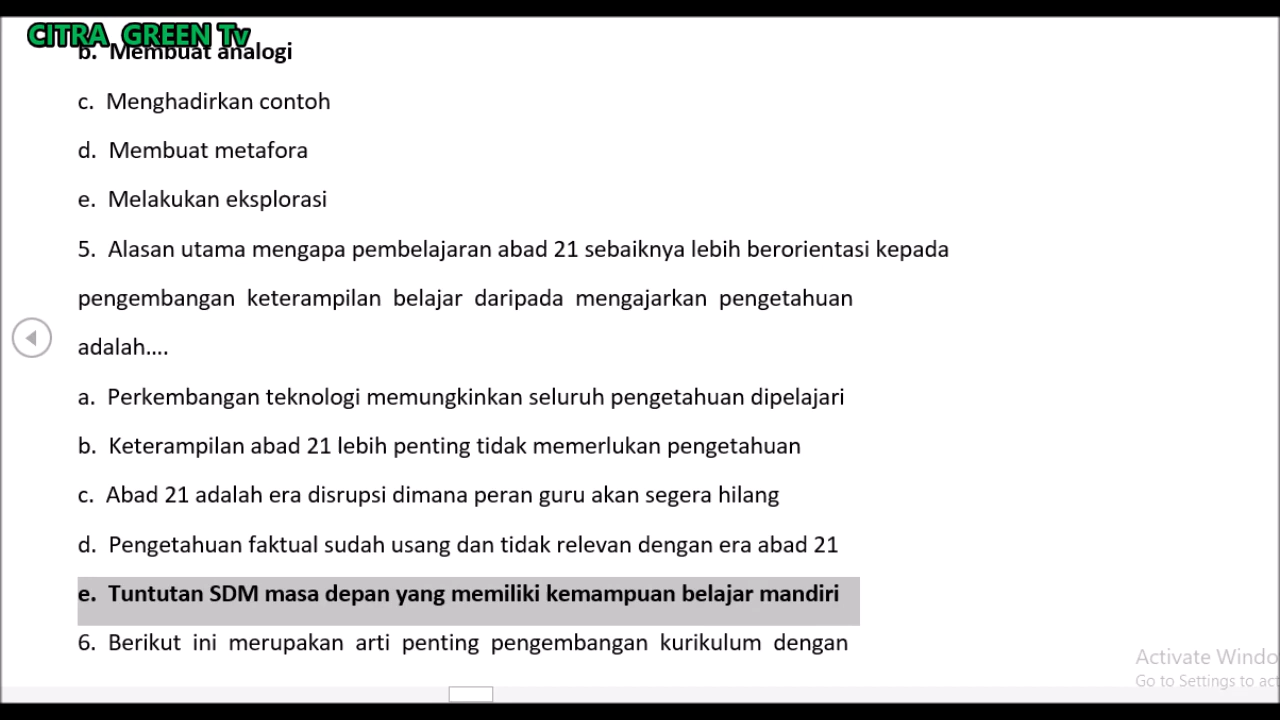 CITRA GREEN Tv
b. Membuat analogi
c. Menghadirkan contoh
d. Membuat metafora
e. Melakukan eksplorasi
5. Alasan utama mengapa pembelajaran abad 21 sebaiknya lebih berorientasi kepada
pengembangan keterampilan belajar daripada mengajarkan pengetahuan
adalah....
a. Perkembangan teknologi memungkinkan seluruh pengetahuan dipelajari
b. Keterampilan abad 21 lebih penting tidak memerlukan pengetahuan
c. Abad 21 adalah era disrupsi dimana peran guru akan segera hilang
d. Pengetahuan faktual sudah usang dan tidak relevan dengan era abad 21
e. Tuntutan SDM masa depan yang memiliki kemampuan belajar mandiri
6. Berikut ini merupakan arti penting pengembangan kurikulum dengan
Activate Windo
Go to Settings to act